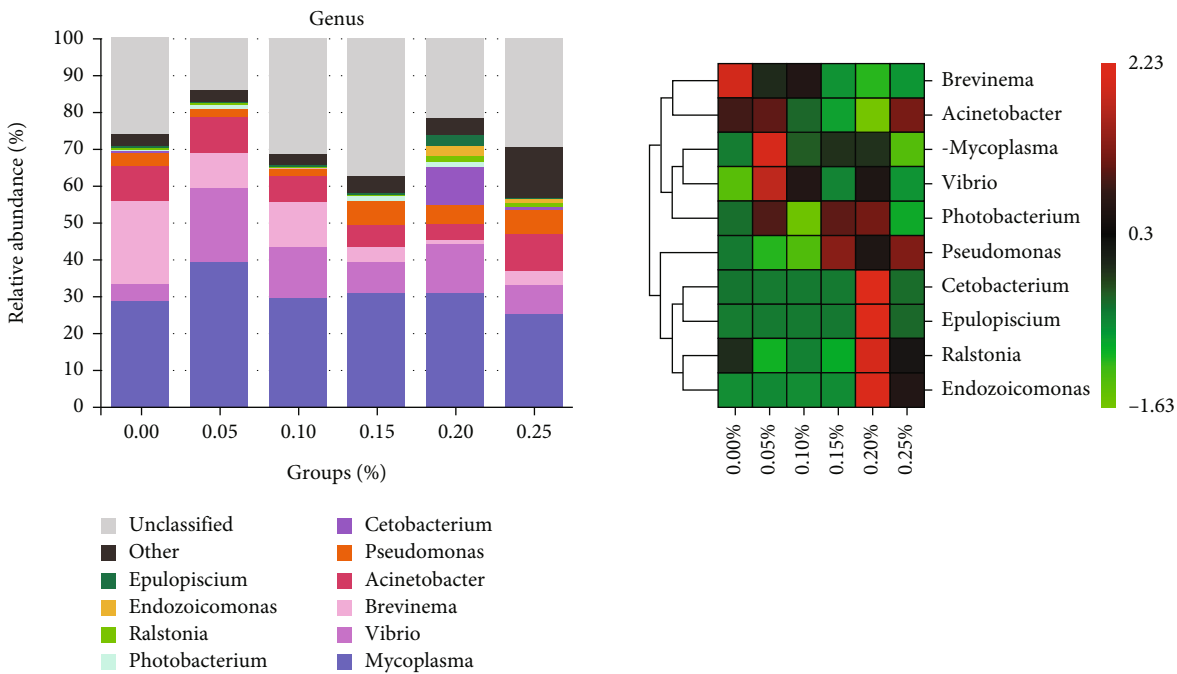 Genus
Relative abundance (%)
100
90
80
70
60
50
40
30
20
10
0
0.00 0.05 0.10 0.15 0.20 0.25
Groups (%)
Unclassified
Other
Epulopiscium
Endozoicomonas
Ralstonia
Photobacterium
Cetobacterium
Pseudomonas
Acinetobacter
Brevinema
Vibrio
Mycoplasma
Brevinema
Acinetobacter
-Mycoplasma
Vibrio
Photobacterium
Pseudomonas
Cetobacterium
Epulopiscium
Ralstonia
Endozoicomonas
0.00% 0.05% 0.10% 0.15% 0.20% 0.25%
2.23
0.3
−1.63